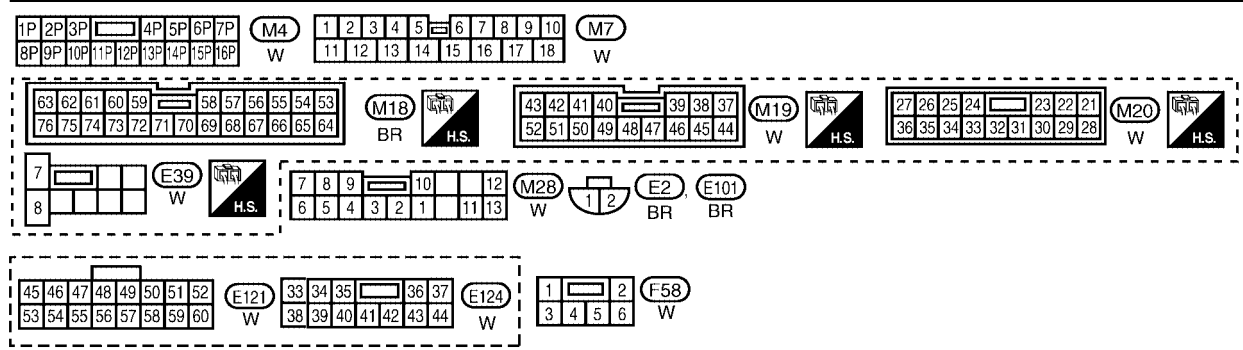 1P 2P 3P 4P 5P 6P 7P M4
8P 9P 10P 11P 12P 13P 14P 15P 16P W
1 2 3 4 5 6 7 8 9 10 M7
11 12 13 14 15 16 17 18 W
63 62 61 60 59 58 57 56 55 54 53 M18
76 75 74 73 72 71 70 69 68 67 66 65 64 BR
H.S.
43 42 41 40 39 38 37 M19
52 51 50 49 48 47 46 45 44 W
H.S.
27 26 25 24 23 22 21 M20
36 35 34 33 32 31 30 29 28 W
H.S.
7 E39
8 W
H.S.
7 8 9 10 12 M28
6 5 4 3 2 1 11 13 W
1 2 E2, E101
BR BR
45 46 47 48 49 50 51 52 E121
53 54 55 56 57 58 59 60 W
33 34 35 36 37 E124
38 39 40 41 42 43 44 W
1 2 F58
3 4 5 6 W